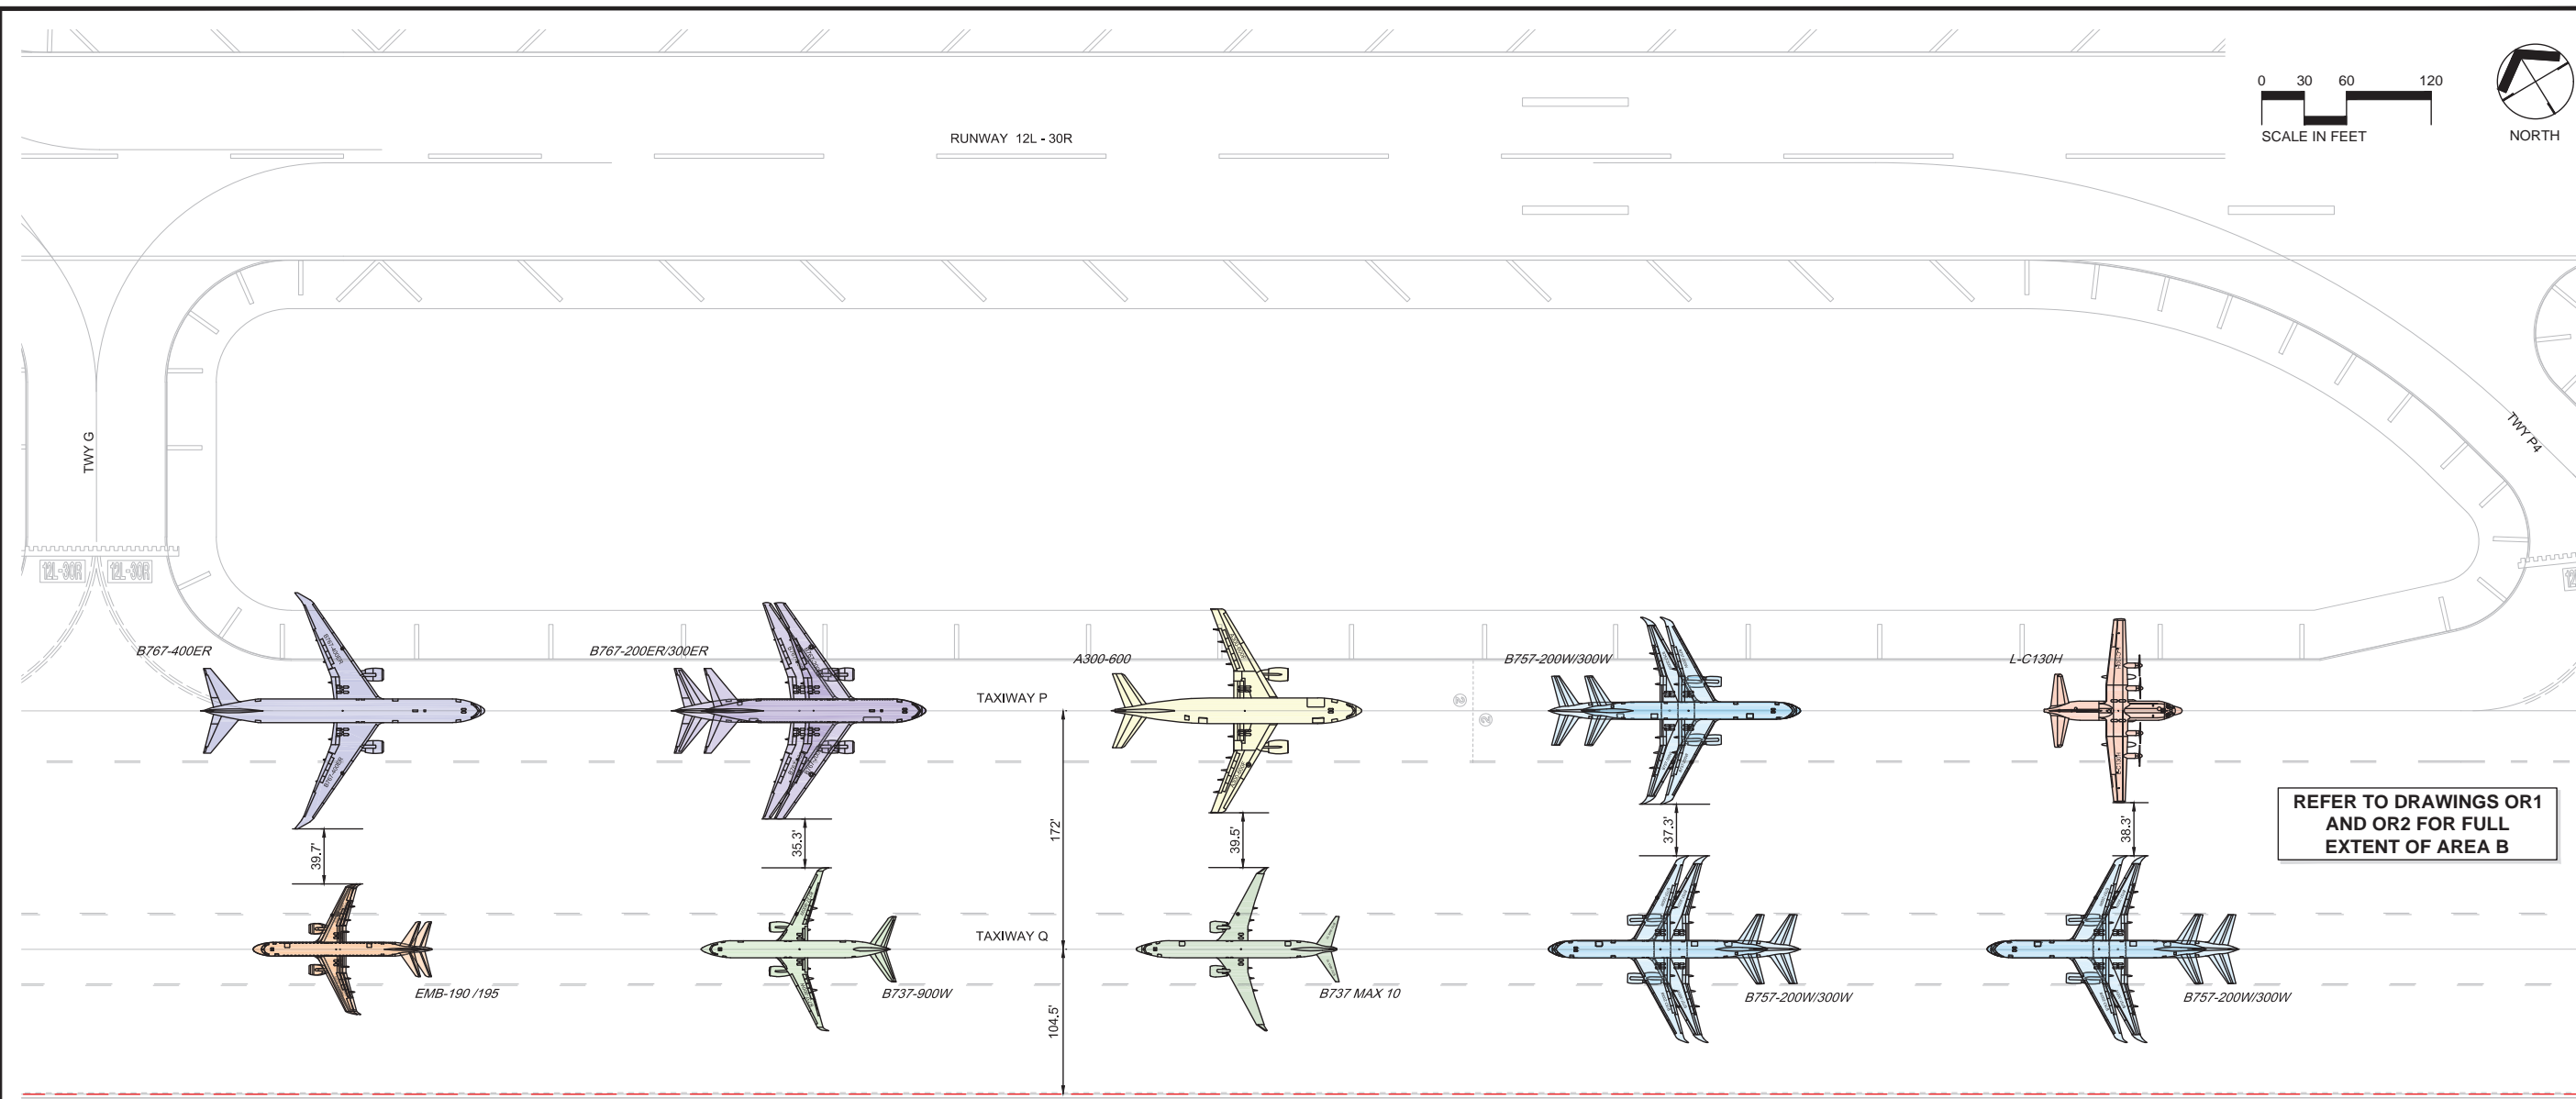 0 30 60 120
SCALE IN FEET
NORTH
RUNWAY 12L - 30R
TWY G
TWY P4
12L-30R 12L-30R
B767-400ER
B767-200ER/300ER
A300-600
B757-200W/300W
L-C130H
TAXIWAY P
172'
39.7'
35.3'
39.5'
37.3'
38.3'
REFER TO DRAWINGS OR1
AND OR2 FOR FULL
EXTENT OF AREA B
TAXIWAY Q
EMB-190 /195
B737-900W
B737 MAX 10
B757-200W/300W
B757-200W/300W
104.5'